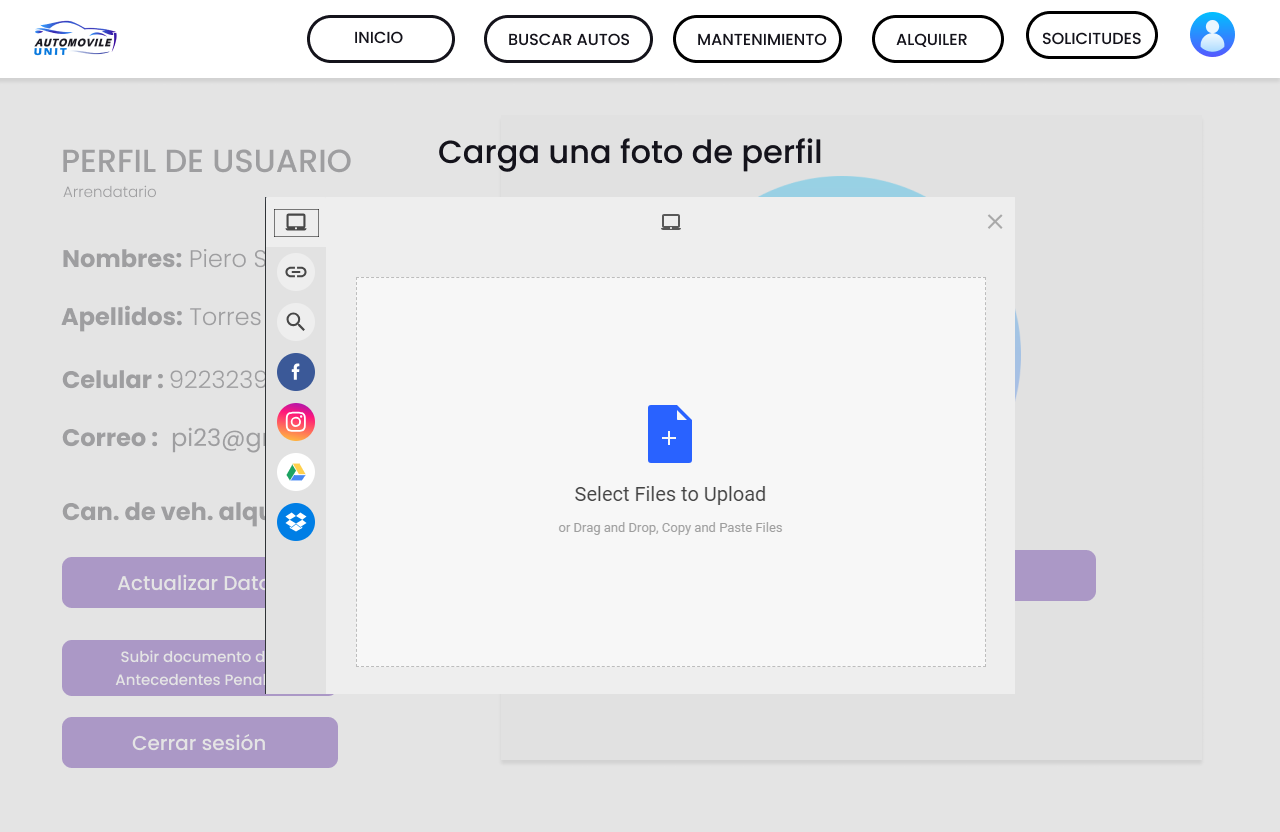 AUTOMOVILE
UNIT
INICIO
BUSCAR AUTOS
MANTENIMIENTO
ALQUILER
SOLICITUDES
Carga una foto de perfil
PERFIL DE USUARIO
Arrendatario
Nombres: Piero S
Apellidos: Torres
Celular : 9223239
Correo : pi23@g
Can. de veh. alqu
Actualizar Dato
Subir documento d
Antecedentes Penal
Cerrar sesión
Select Files to Upload
or Drag and Drop, Copy and Paste Files